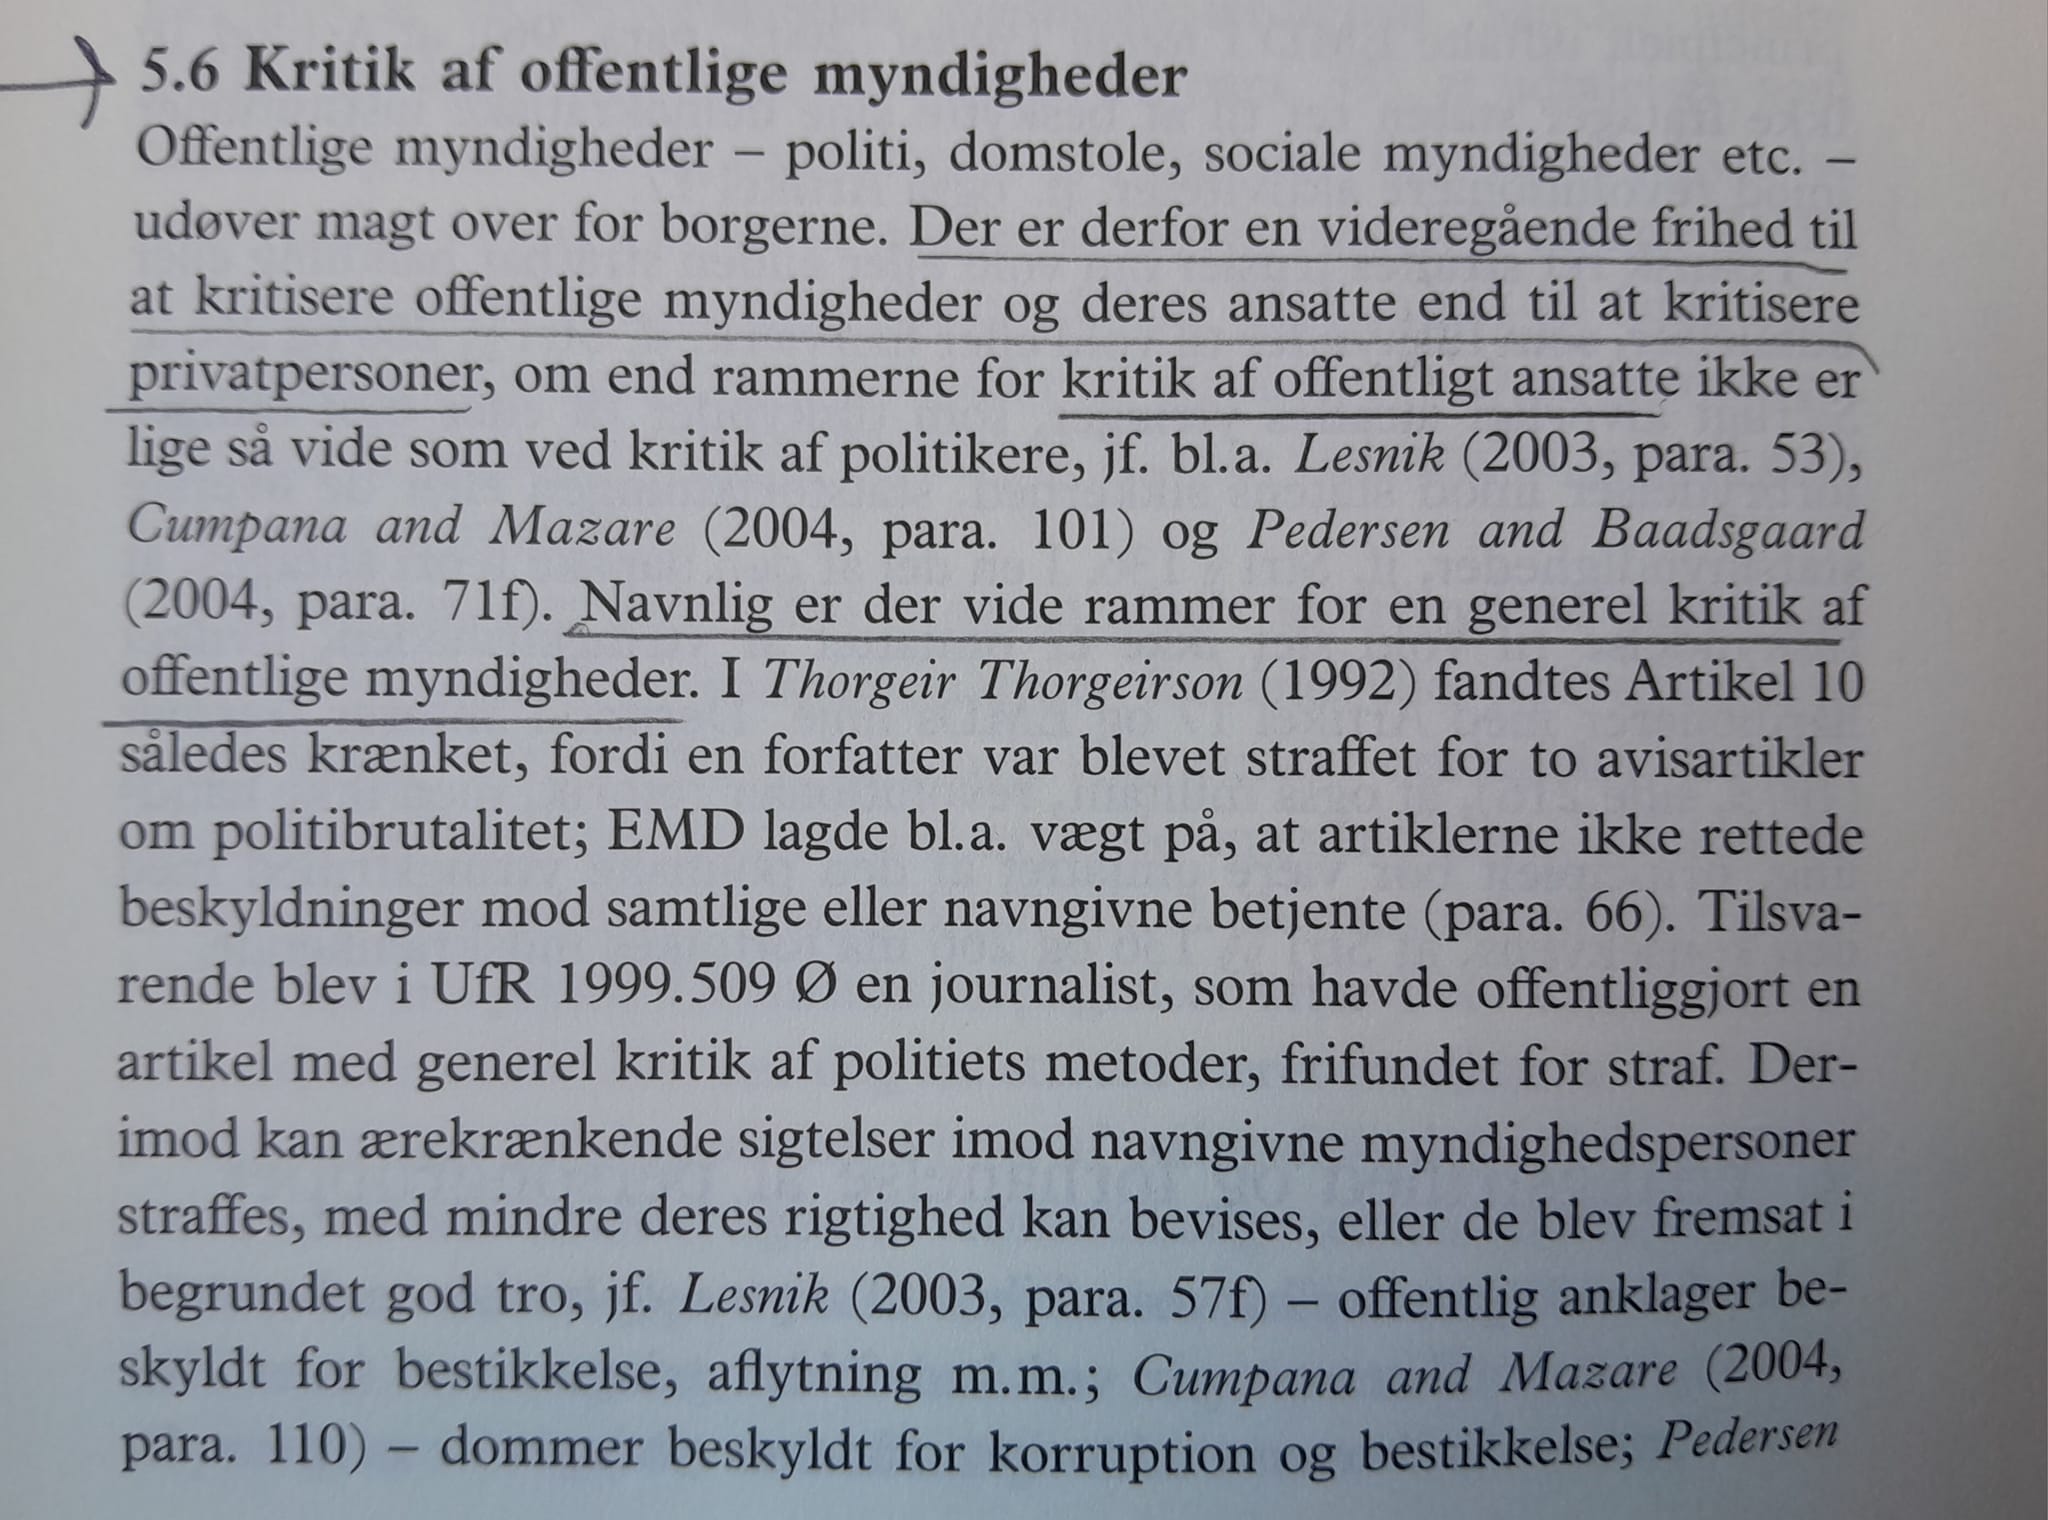 5.6 Kritik af offentlige myndigheder
Offentlige myndigheder – politi, domstole, sociale myndigheder etc. –
udøver magt over for borgerne. Der er derfor en videregående frihed til
at kritisere offentlige myndigheder og deres ansatte end til at kritisere
privatpersoner, om end rammerne for kritik af offentligt ansatte ikke er
lige så vide som ved kritik af politikere, jf. bl.a. Lesnik (2003, para. 53),
Cumpana and Mazare (2004, para. 101) og Pedersen and Baadsgaard
(2004, para. 71f). Navnlig er der vide rammer for en generel kritik af
offentlige myndigheder. I Thorgeir Thorgeirson (1992) fandtes Artikel 10
således krænket, fordi en forfatter var blevet straffet for to avisartikler
om politibrutalitet; EMD lagde bl.a. vægt på, at artiklerne ikke rettede
beskyldninger mod samtlige eller navngivne betjente (para. 66). Tilsva-
rende blev i UfR 1999.509 Ø en journalist, som havde offentliggjort en
artikel med generel kritik af politiets metoder, frifundet for straf. Der-
imod kan ærekrænkende sigtelser imod navngivne myndighedspersoner
straffes, med mindre deres rigtighed kan bevises, eller de blev fremsat i
begrundet god tro, jf. Lesnik (2003, para. 57f) – offentlig anklager be-
skyldt for bestikkelse, aflytning m.m.; Cumpana and Mazare (2004,
para. 110) – dommer beskyldt for korruption og bestikkelse; Pedersen